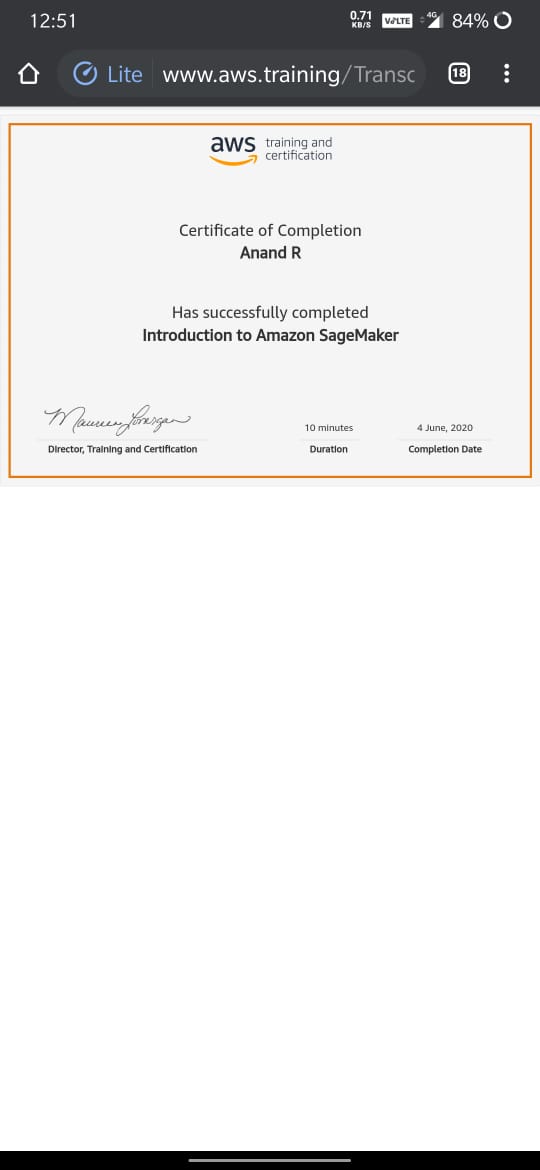 12:51
0.71
KB/S
VoLTE
4G
84%
Lite
www.aws.training/Transc
18
aws training and
certification
Certificate of Completion
Anand R
Has successfully completed
Introduction to Amazon SageMaker
Maureen Lonergan
10 minutes
4 June, 2020
Director, Training and Certification
Duration
Completion Date